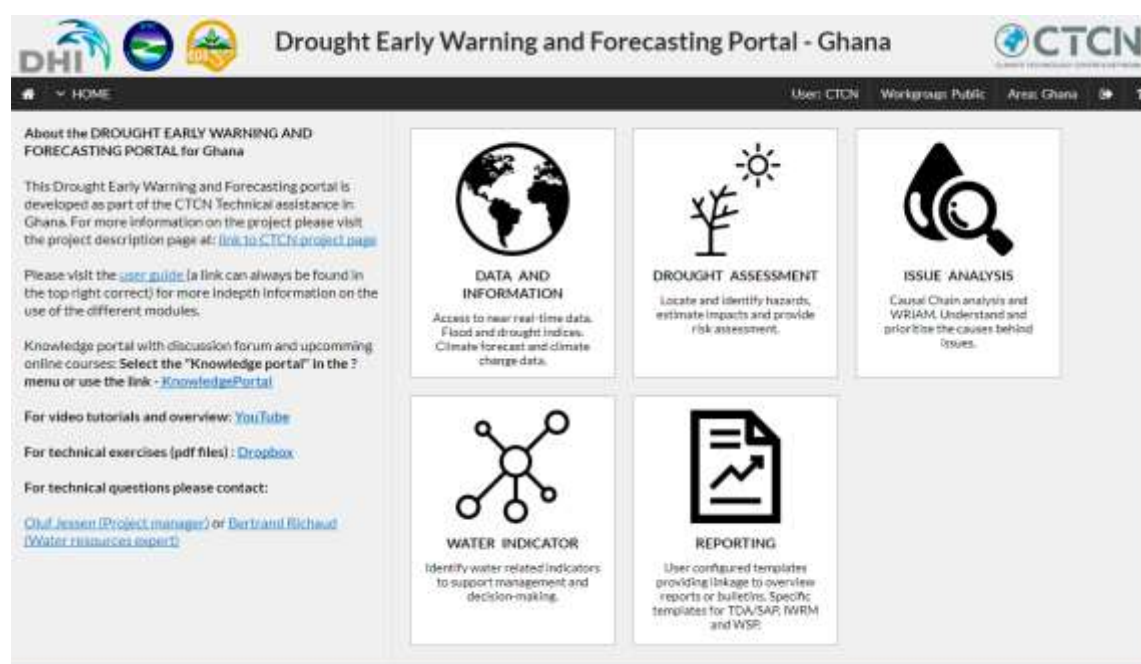 DHI
Drought Early Warning and Forecasting Portal - Ghana
CTCN
HOME
User: CTCN Workgroup: Public Area: Ghana
About the DROUGHT EARLY WARNING AND
FORECASTING PORTAL for Ghana
This Drought Early Warning and Forecasting portal is
developed as part of the CTCN Technical assistance in
Ghana. For more information on the project please visit
the project description page at: link to CTCN project page
Please visit the user guide (a link can always be found in
the top right correct) for more indepth information on the
use of the different modules.
Knowledge portal with discussion forum and upcomming
online courses: Select the "Knowledge portal" in the ?
menu or use the link - KnowledgePortal
For video tutorials and overview: YouTube
For technical exercises (pdf files) : Dropbox
For technical questions please contact:
Oluf Jessen (Project manager) or Bertrand Richaud
(Water resources expert)
DATA AND
INFORMATION
Access to near real-time data.
Flood and drought indices.
Climate forecast and climate
change data.
DROUGHT ASSESSMENT
Locate and identify hazards,
estimate impacts and provide
risk assessment.
ISSUE ANALYSIS
Causal Chain analysis and
WRIAM. Understand and
prioritise the causes behind
issues.
WATER INDICATOR
Identify water related indicators
to support management and
decision-making.
REPORTING
User configured templates
providing linkage to overview
reports or bulletins. Specific
templates for TDA/SAP, IWRM
and WSP.